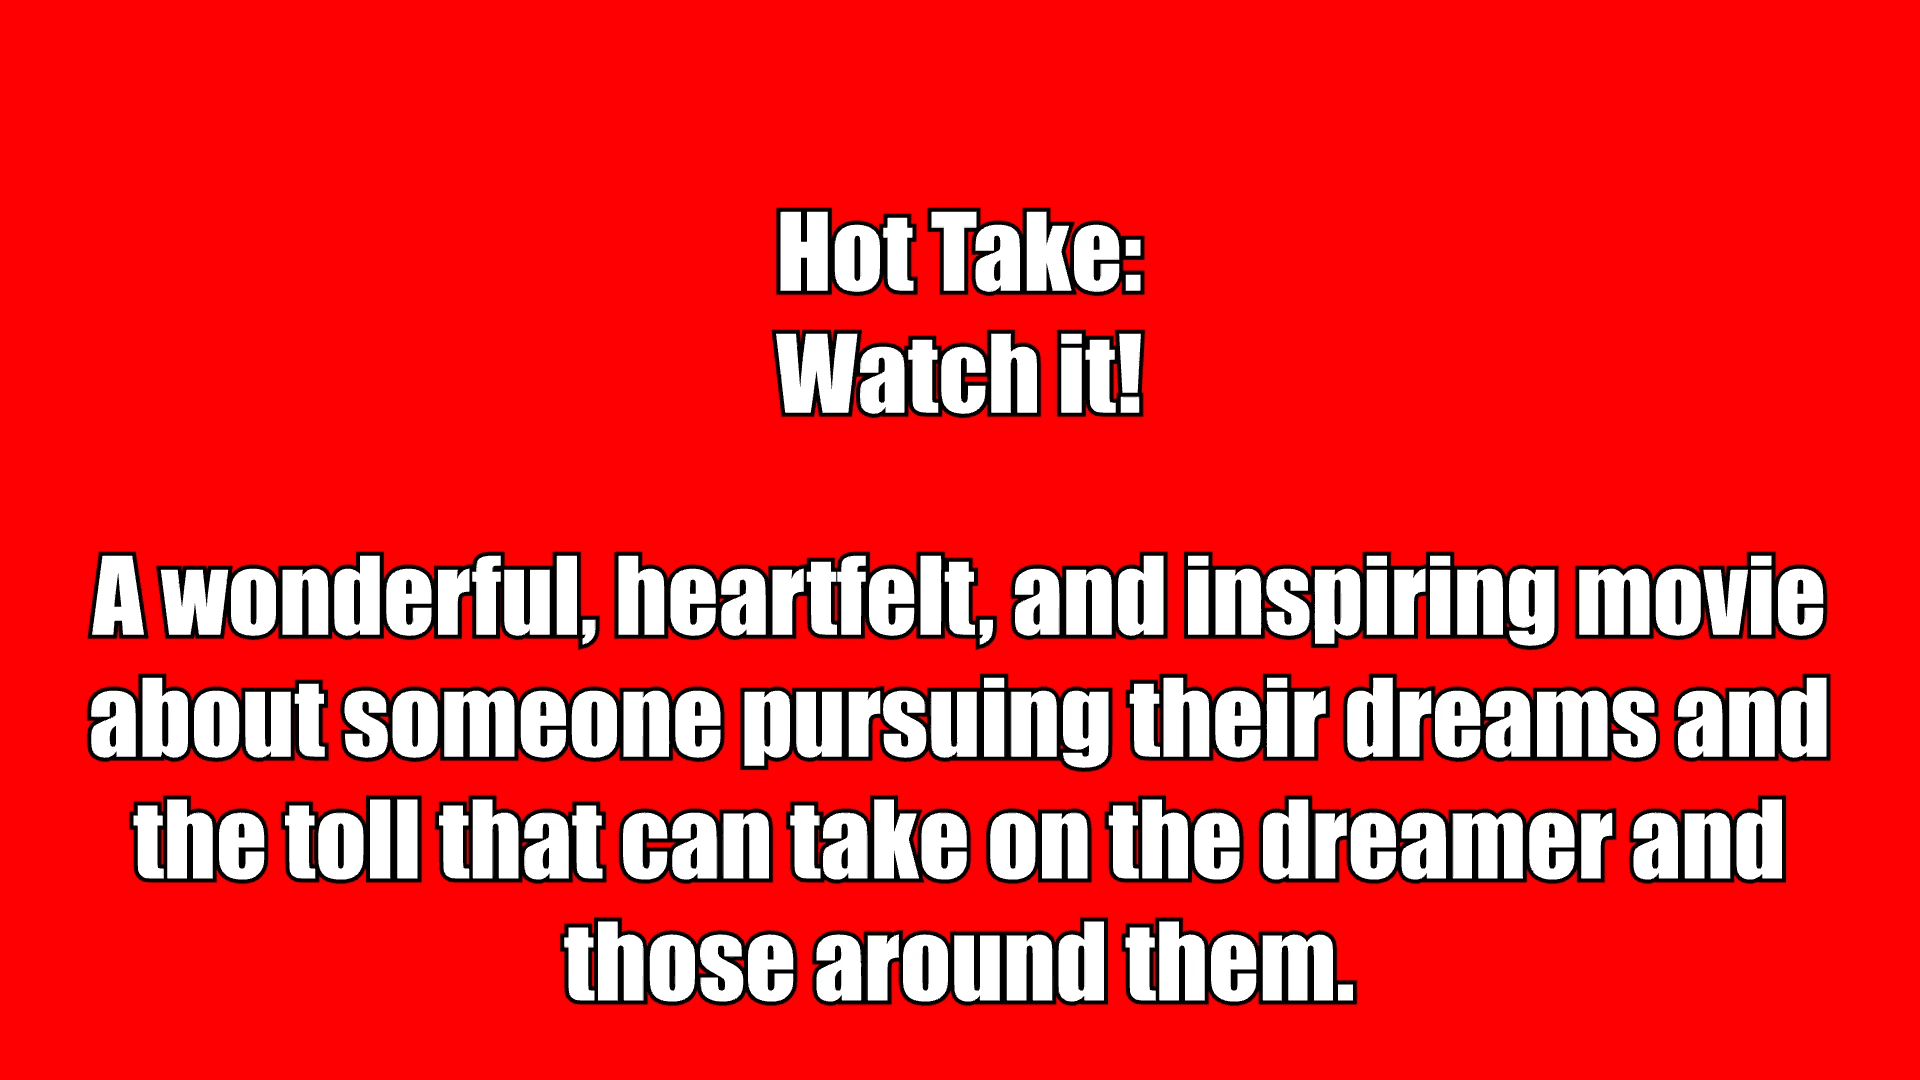 Hot Take:
Watch it!
A wonderful, heartfelt, and inspiring movie
about someone pursuing their dreams and
the toll that can take on the dreamer and
those around them.